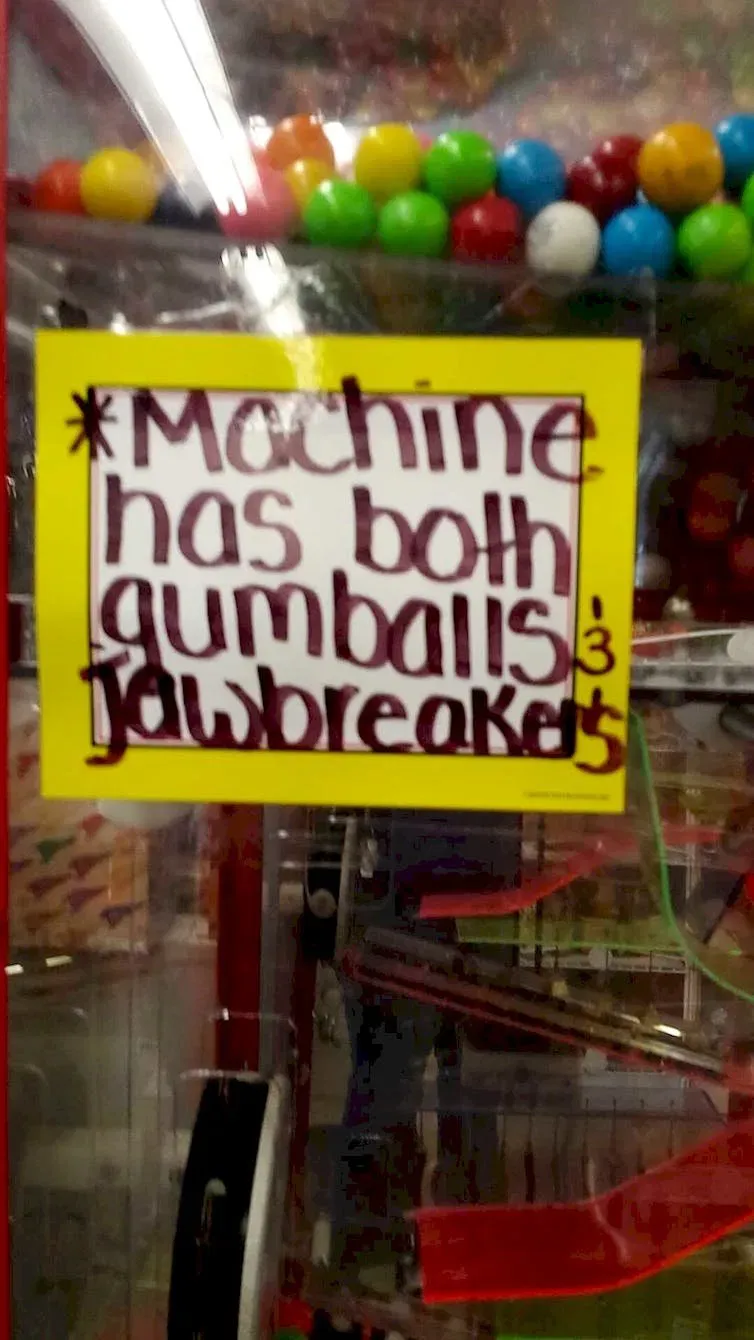 *Machine
has both
gumballs &
jawbreakers